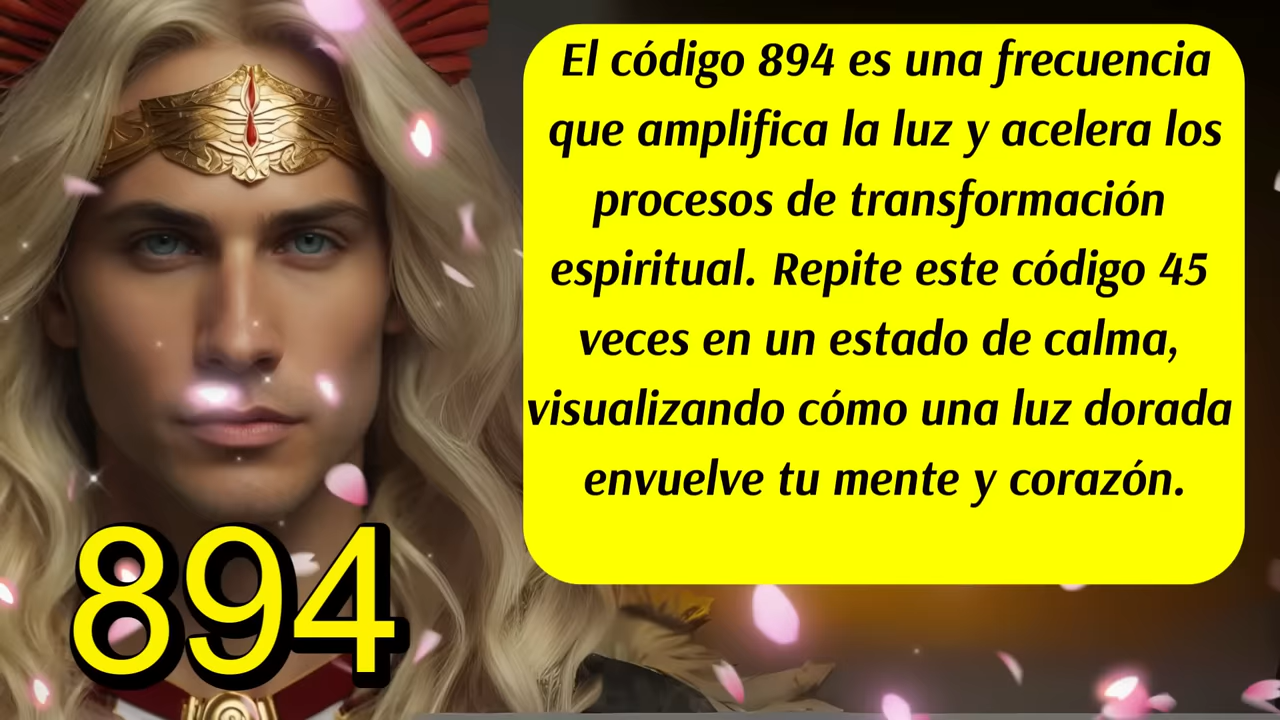 El código 894 es una frecuencia
que amplifica la luz y acelera los
procesos de transformación
espiritual. Repite este código 45
veces en un estado de calma,
visualizando cómo una luz dorada
envuelve tu mente y corazón.
894